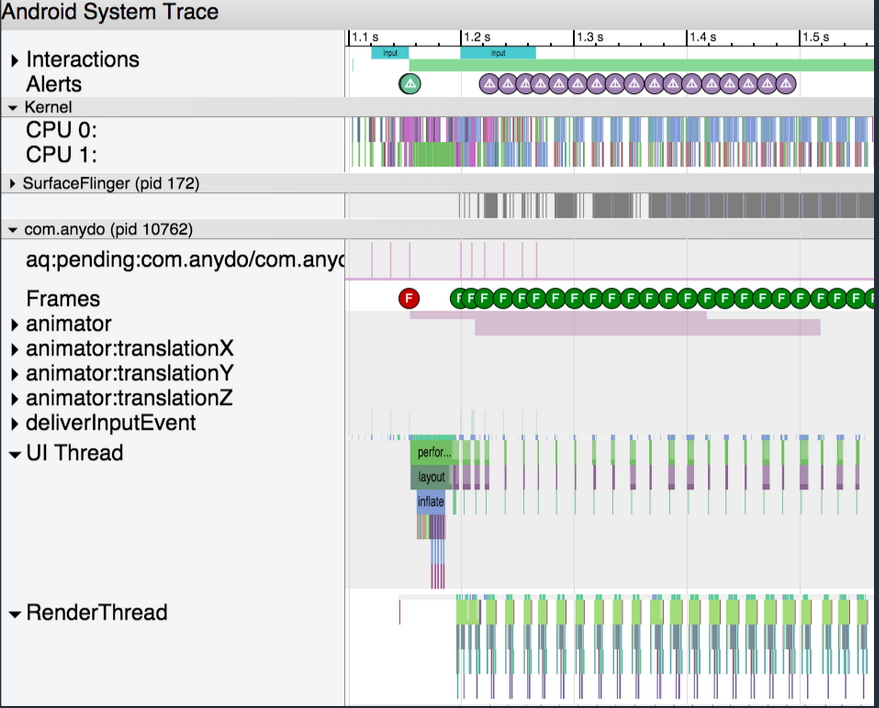 Android System Trace
1.1 s
1.2 s
1.3 s
1.4 s
1.5 s
Input
Input
Interactions
Alerts
Kernel
CPU 0:
CPU 1:
SurfaceFlinger (pid 172)
com.anydo (pid 10762)
aq:pending:com.anydo/com.anyd
Frames
F F F F F F F F F F F F F F F F F F F F F F F F
animator
animator:translationX
animator:translationY
animator:translationZ
deliverInputEvent
UI Thread
perfor...
layout
inflate
RenderThread